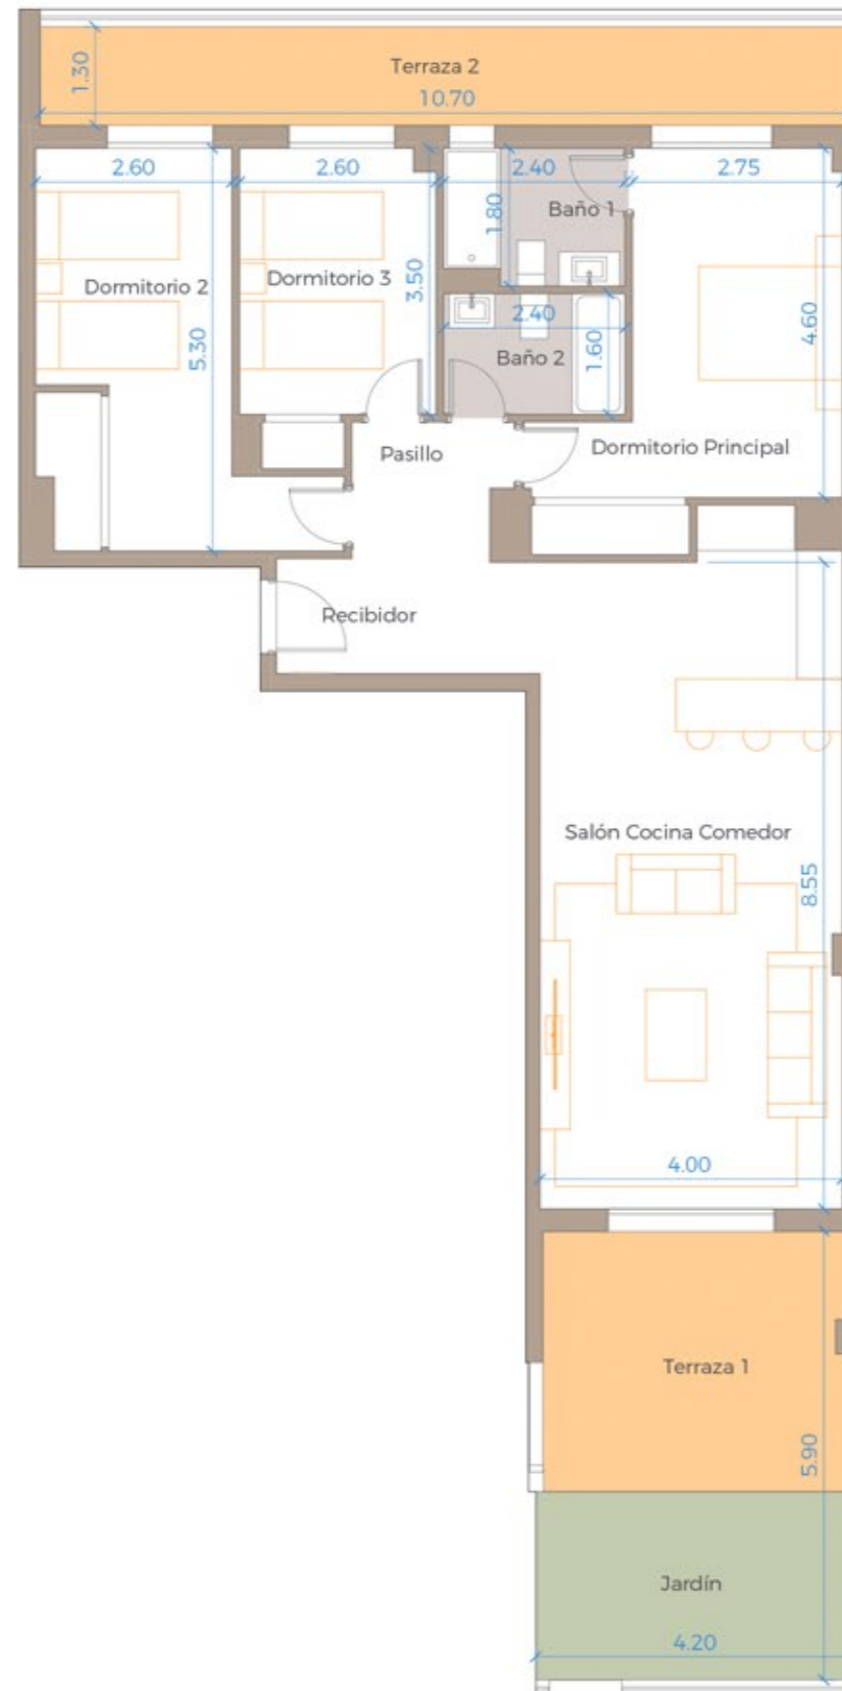 Terraza 2
1.30
10.70
2.60
2.60
2.40
2.75
Baño 1
1.80
Dormitorio 2
Dormitorio 3
3.50
5.30
2.40
4.60
Baño 2
1.60
Pasillo
Dormitorio Principal
Recibidor
Salón Cocina Comedor
8.55
4.00
Terraza 1
5.90
Jardín
4.20